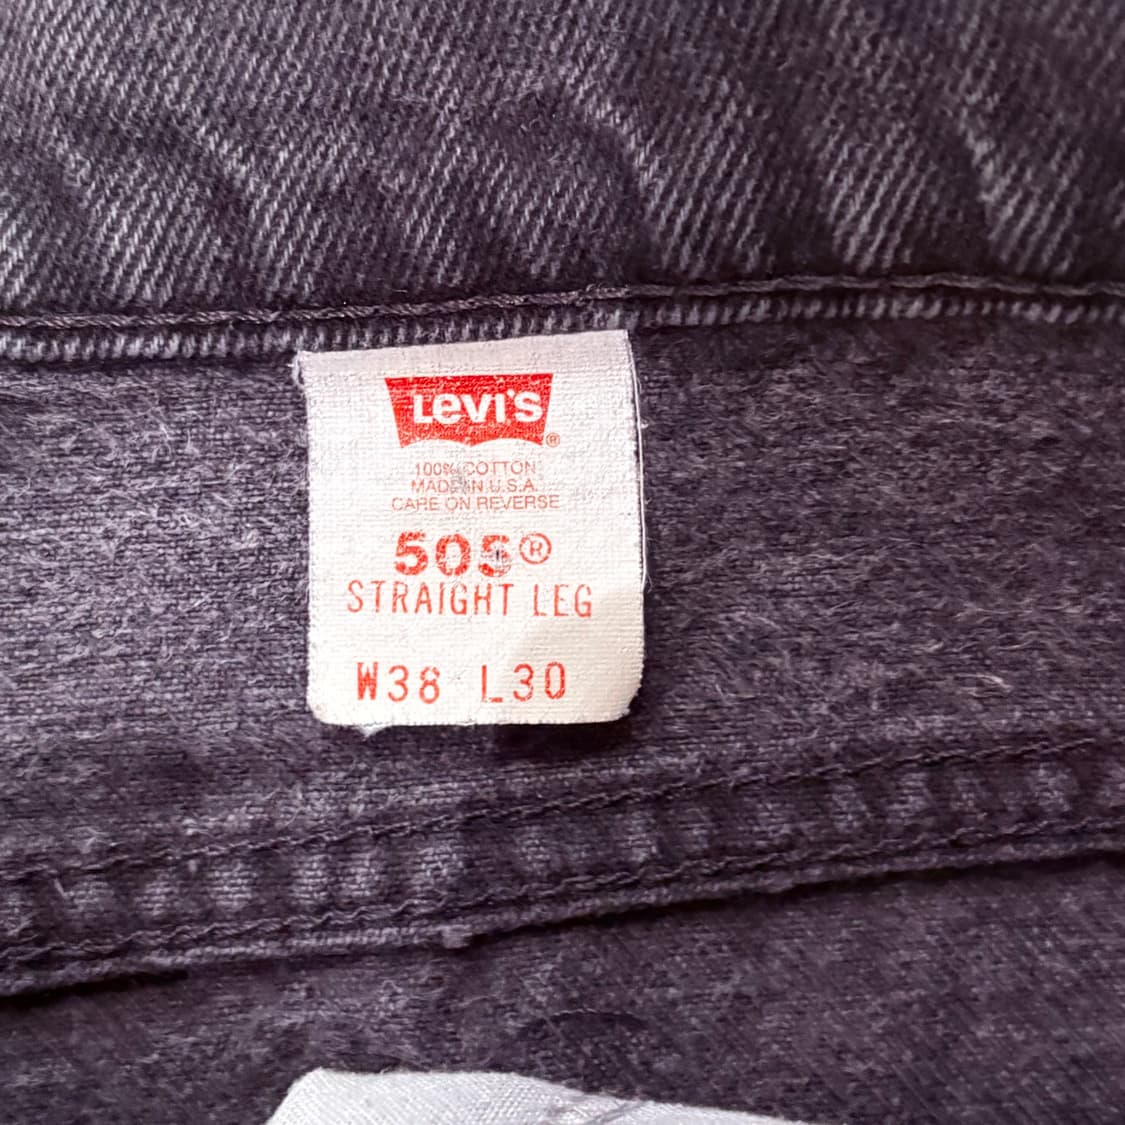 Levi's®
100% COTTON
MADE IN U.S.A.
CARE ON REVERSE
505®
STRAIGHT LEG
W38 L30